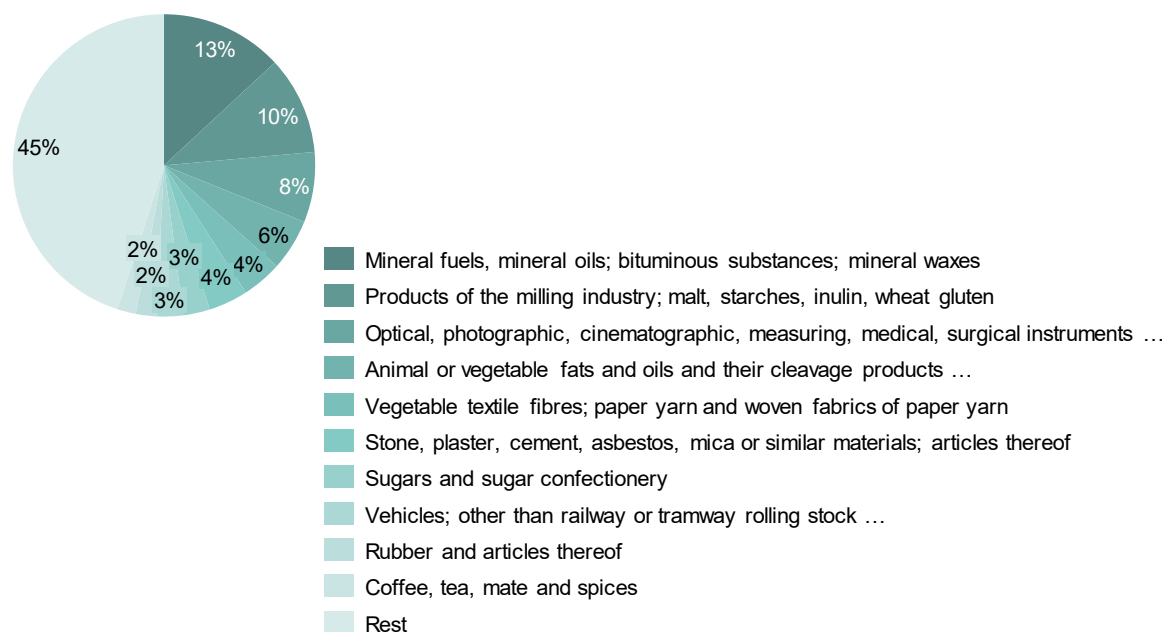 13%
10%
8%
6%
4%
4%
3%
3%
2%
2%
45%
Mineral fuels, mineral oils; bituminous substances; mineral waxes
Products of the milling industry; malt, starches, inulin, wheat gluten
Optical, photographic, cinematographic, measuring, medical, surgical instruments …
Animal or vegetable fats and oils and their cleavage products …
Vegetable textile fibres; paper yarn and woven fabrics of paper yarn
Stone, plaster, cement, asbestos, mica or similar materials; articles thereof
Sugars and sugar confectionery
Vehicles; other than railway or tramway rolling stock …
Rubber and articles thereof
Coffee, tea, mate and spices
Rest